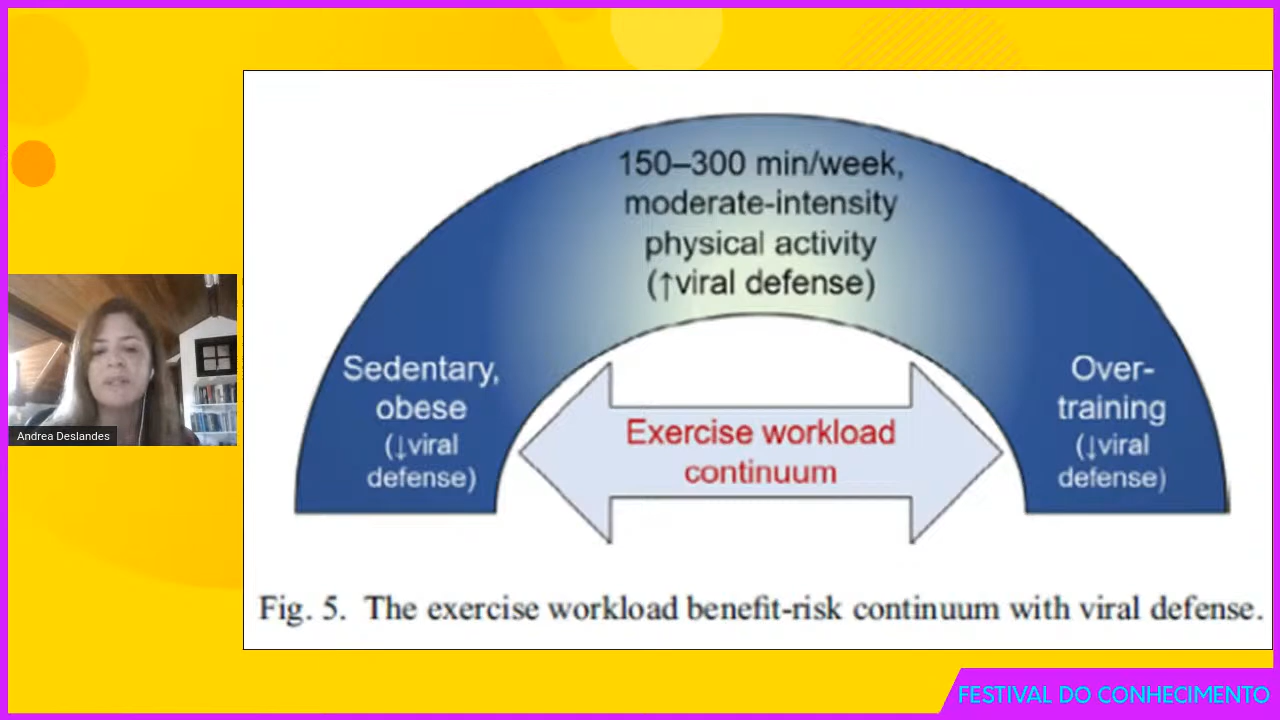 150–300 min/week,
moderate-intensity
physical activity
(↑viral defense)
Sedentary,
obese
(↓viral
defense)
Over-
training
(↓viral
defense)
Exercise workload
continuum
Fig. 5. The exercise workload benefit-risk continuum with viral defense.
Andrea Deslandes
FESTIVAL DO CONHECIMENTO